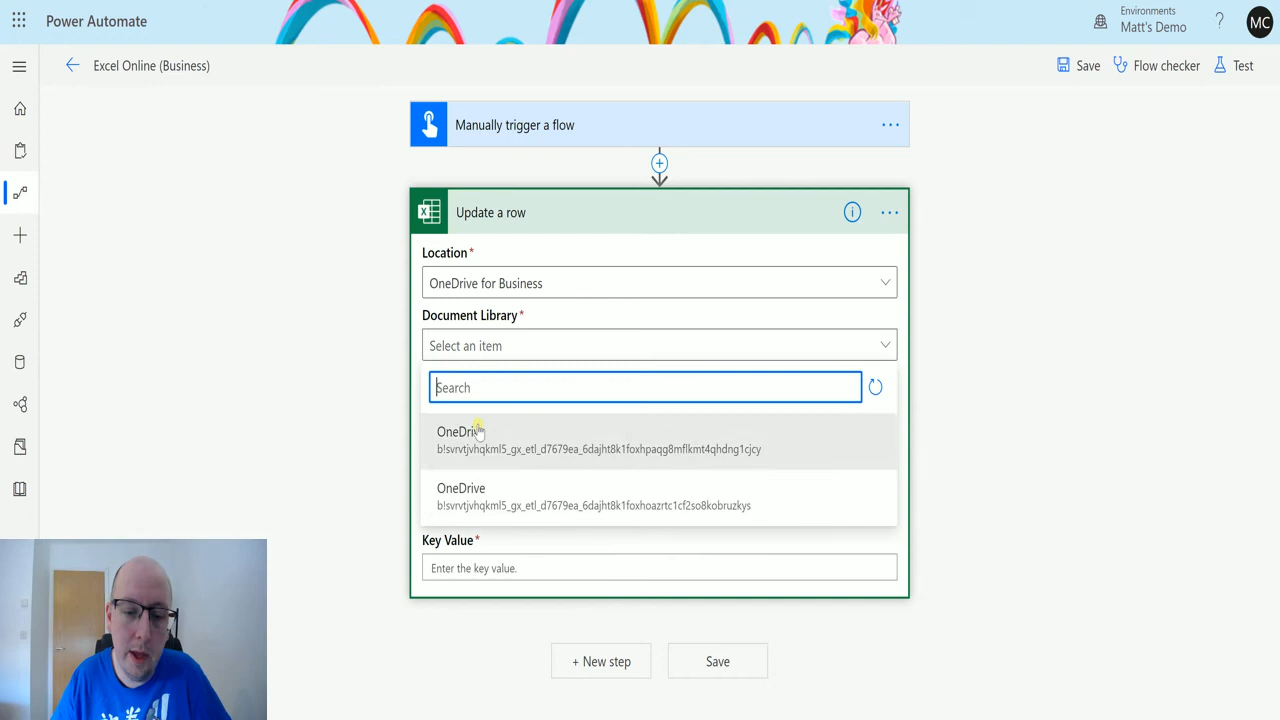 Power Automate
Environments
Matt's Demo
?
MC
Excel Online (Business)
Save
Flow checker
Test
Manually trigger a flow
Update a row
Location*
OneDrive for Business
Document Library*
Select an item
Search
OneDrive
b!svrvtjvhqkml5_gx_etl_d7679ea_6dajht8k1foxhpaqg8mflkmt4qhdng1cjcy
OneDrive
b!svrvtjvhqkml5_gx_etl_d7679ea_6dajht8k1foxhoazrtc1cf2so8kobruzkys
Key Value*
Enter the key value.
+ New step
Save